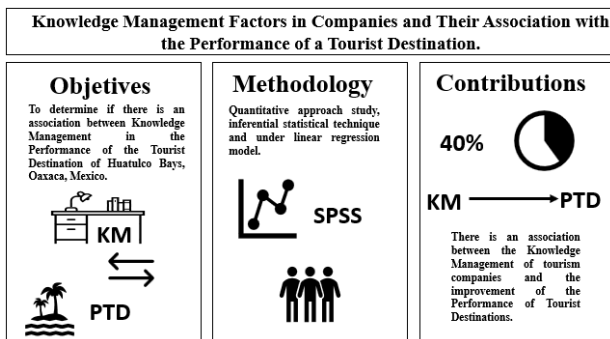 Knowledge Management Factors in Companies and Their Association with
the Performance of a Tourist Destination.
Objetives
To determine if there is an
association between Knowledge
Management in the
Performance of the Tourist
Destination of Huatulco Bays,
Oaxaca, Mexico.
KM
PTD
Methodology
Quantitative approach study,
inferential statistical technique
and under linear regression
model.
SPSS
Contributions
40%
KM
PTD
There is an association
between the Knowledge
Management of tourism
companies and the
improvement of the
Performance of Tourist
Destinations.